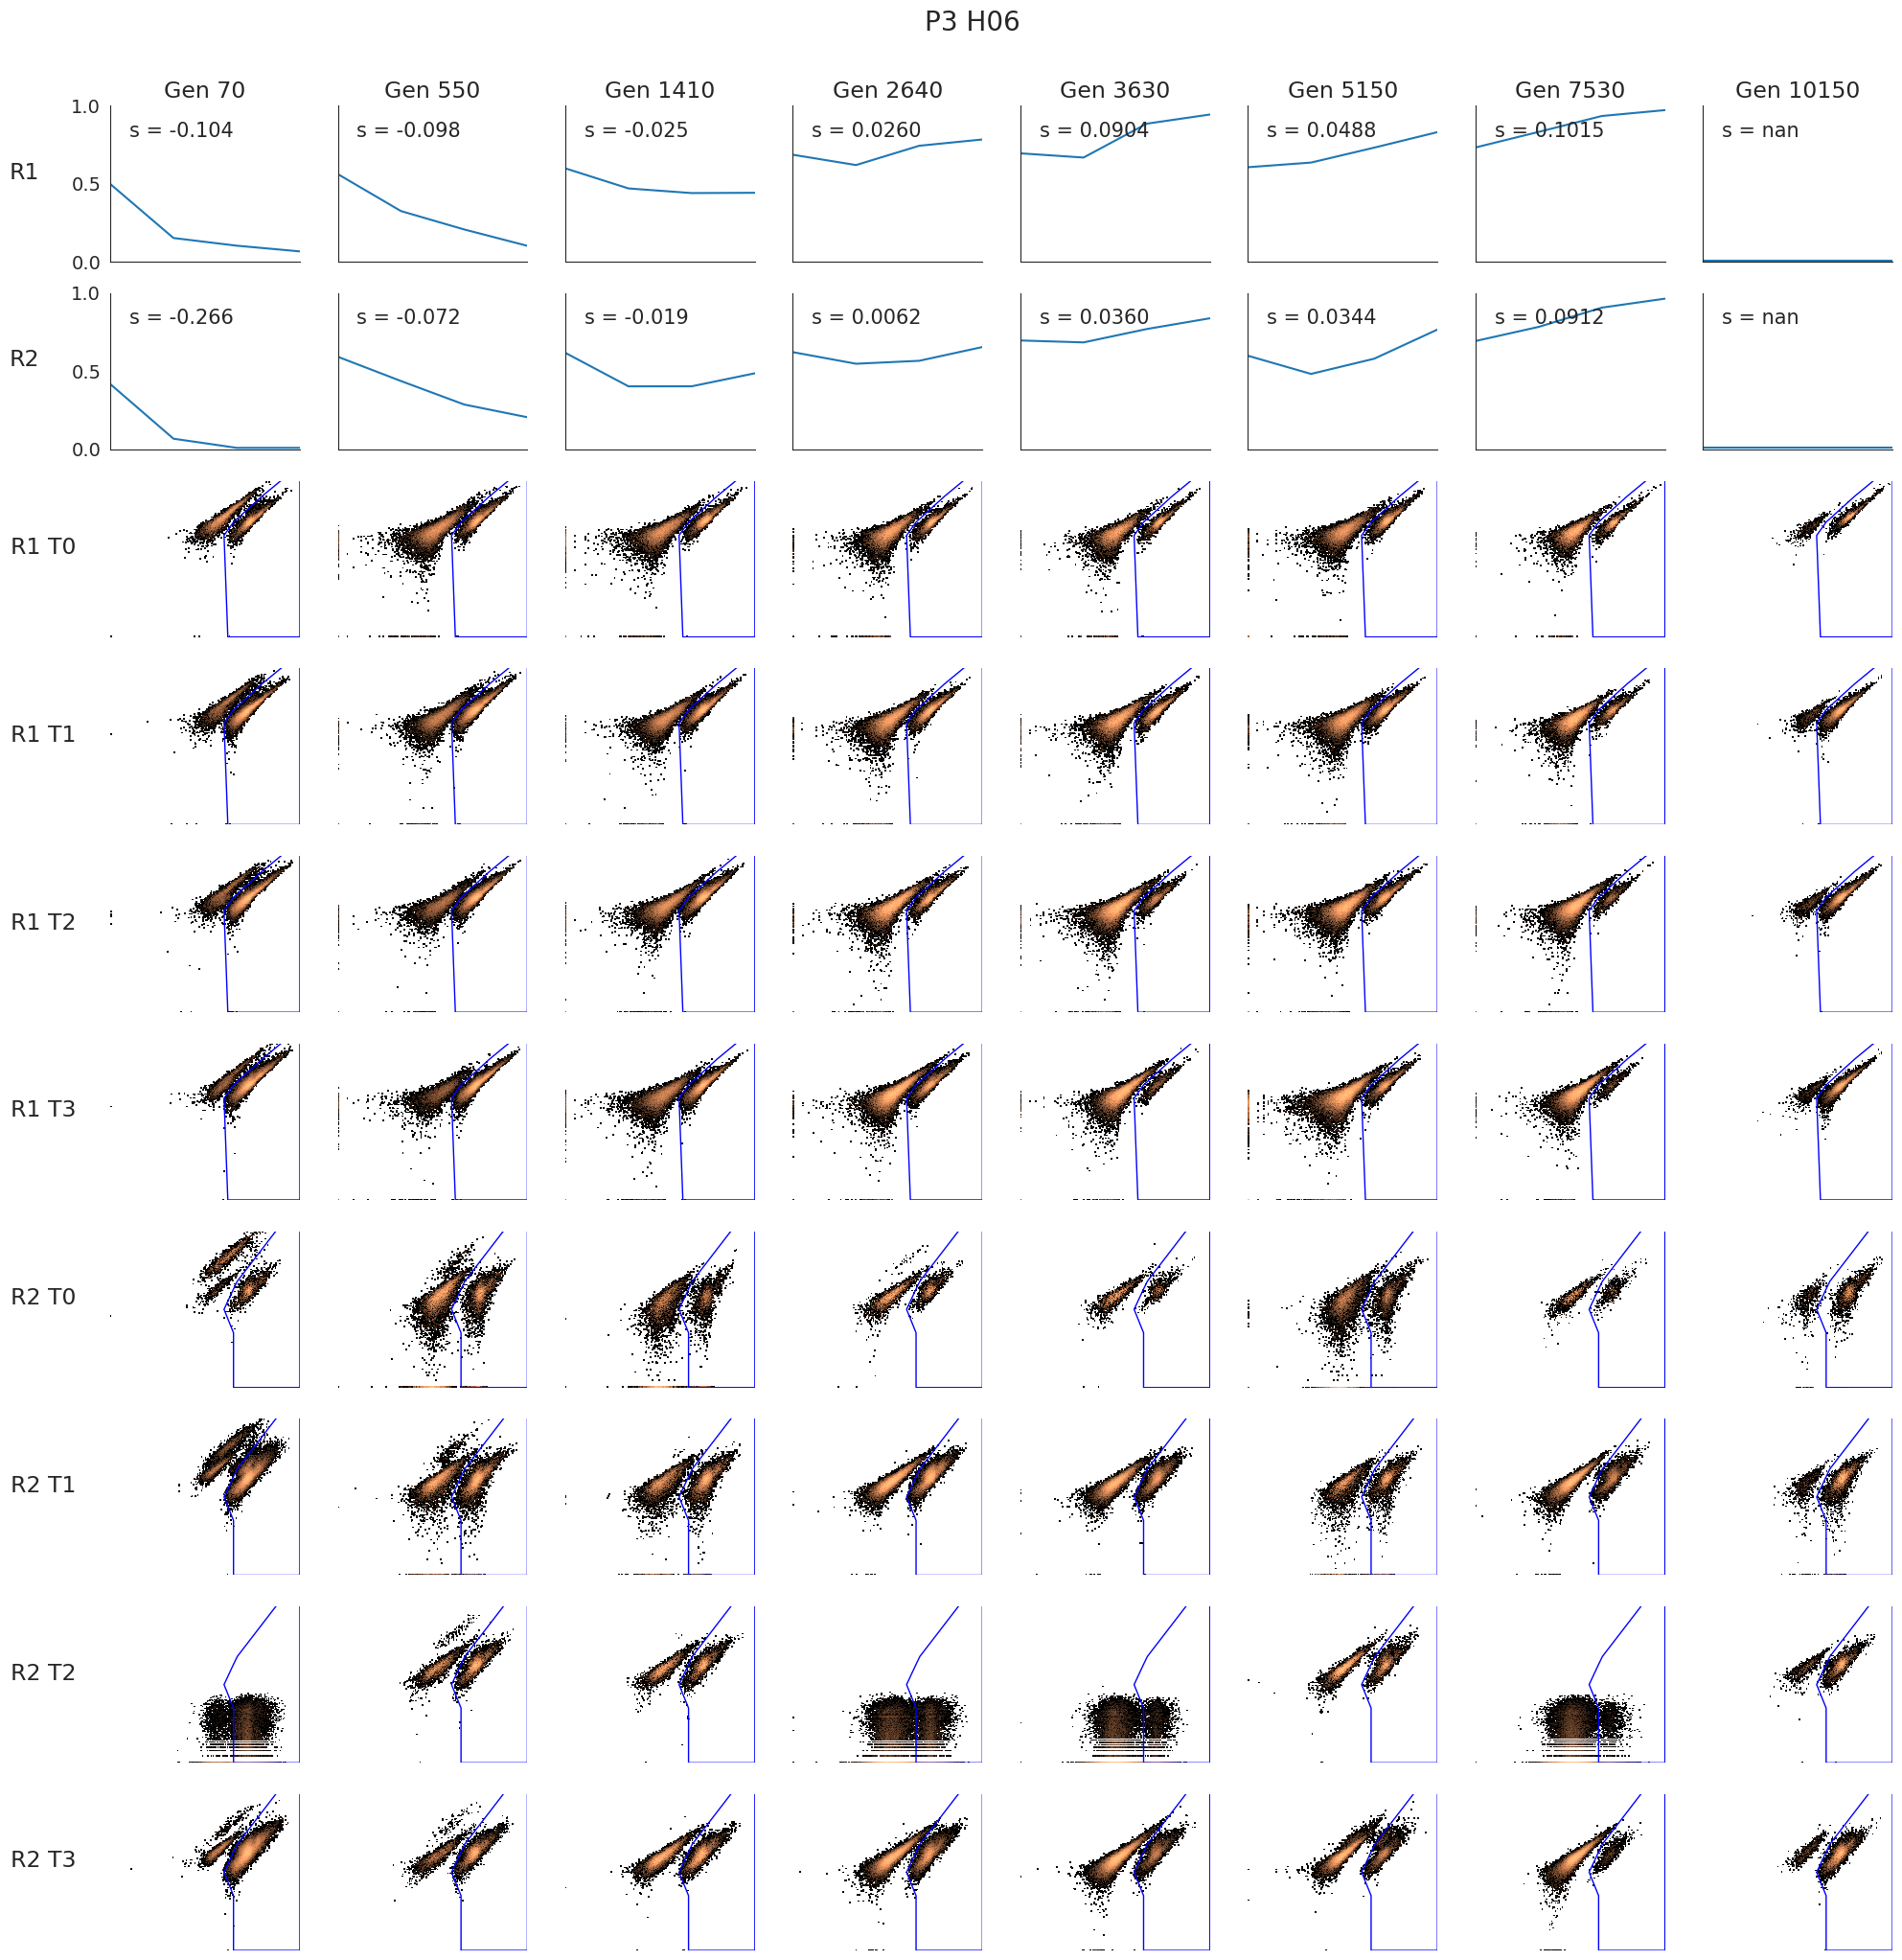 P3 H06
Gen 70 Gen 550 Gen 1410 Gen 2640 Gen 3630 Gen 5150 Gen 7530 Gen 10150
1.0
s = -0.104 s = -0.098 s = -0.025 s = 0.0260 s = 0.0904 s = 0.0488 s = 0.1015 s = nan
R1
0.5
0.0
1.0
s = -0.266 s = -0.072 s = -0.019 s = 0.0062 s = 0.0360 s = 0.0344 s = 0.0912 s = nan
R2
0.5
0.0
R1 T0
R1 T1
R1 T2
R1 T3
R2 T0
R2 T1
R2 T2
R2 T3